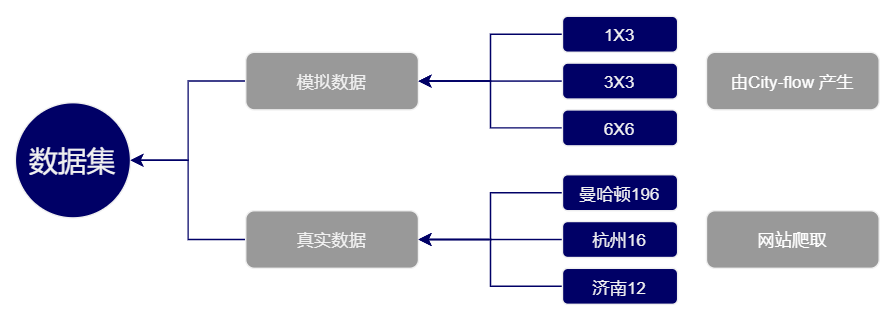 数据集
模拟数据
1X3
3X3
6X6
由City-flow 产生
真实数据
曼哈顿196
杭州16
济南12
网站爬取